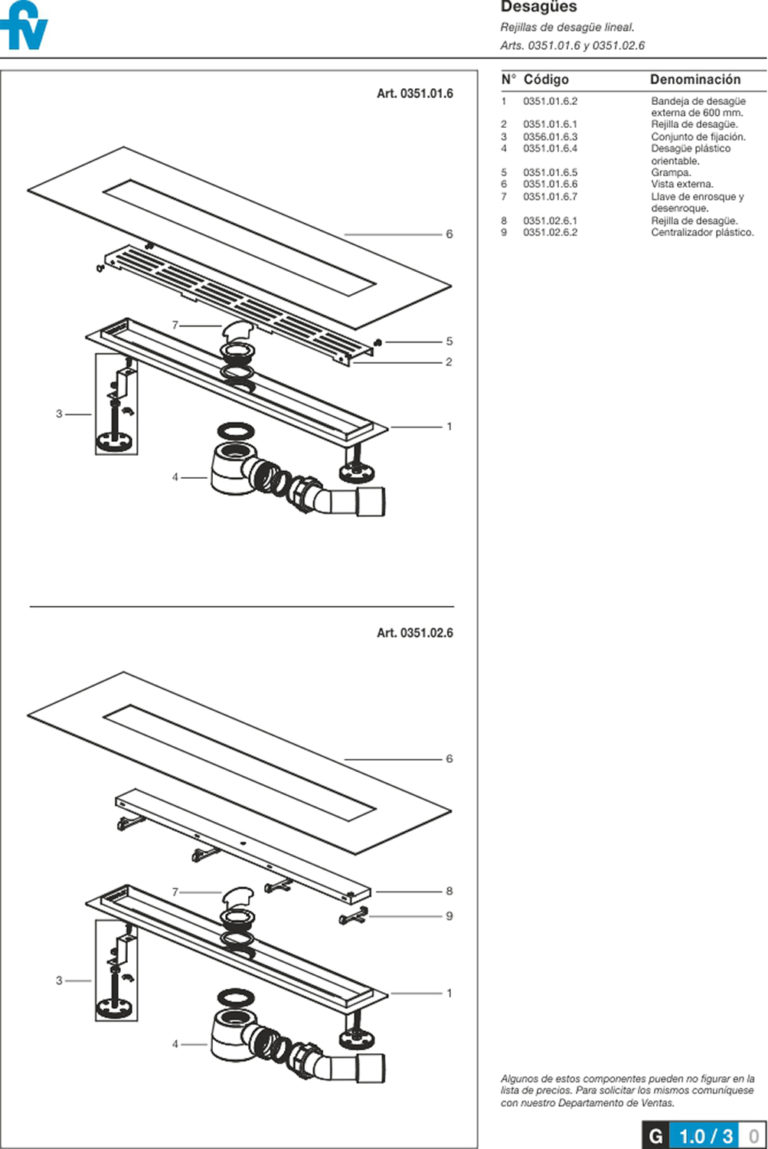 fv
Desagües
Rejillas de desagüe lineal.
Arts. 0351.01.6 y 0351.02.6
Art. 0351.01.6
6
7
5
2
3
1
4
Art. 0351.02.6
6
7
8
9
3
1
4
N° Código Denominación
1 0351.01.6.2 Bandeja de desagüe
externa de 600 mm.
2 0351.01.6.1 Rejilla de desagüe.
3 0356.01.6.3 Conjunto de fijación.
4 0351.01.6.4 Desagüe plástico
orientable.
5 0351.01.6.5 Grampa.
6 0351.01.6.6 Vista externa.
7 0351.01.6.7 Llave de enrosque y
desenroque.
8 0351.02.6.1 Rejilla de desagüe.
9 0351.02.6.2 Centralizador plástico.
Algunos de estos componentes pueden no figurar en la
lista de precios. Para solicitar los mismos comuníquese
con nuestro Departamento de Ventas.
G 1.0 / 3 0